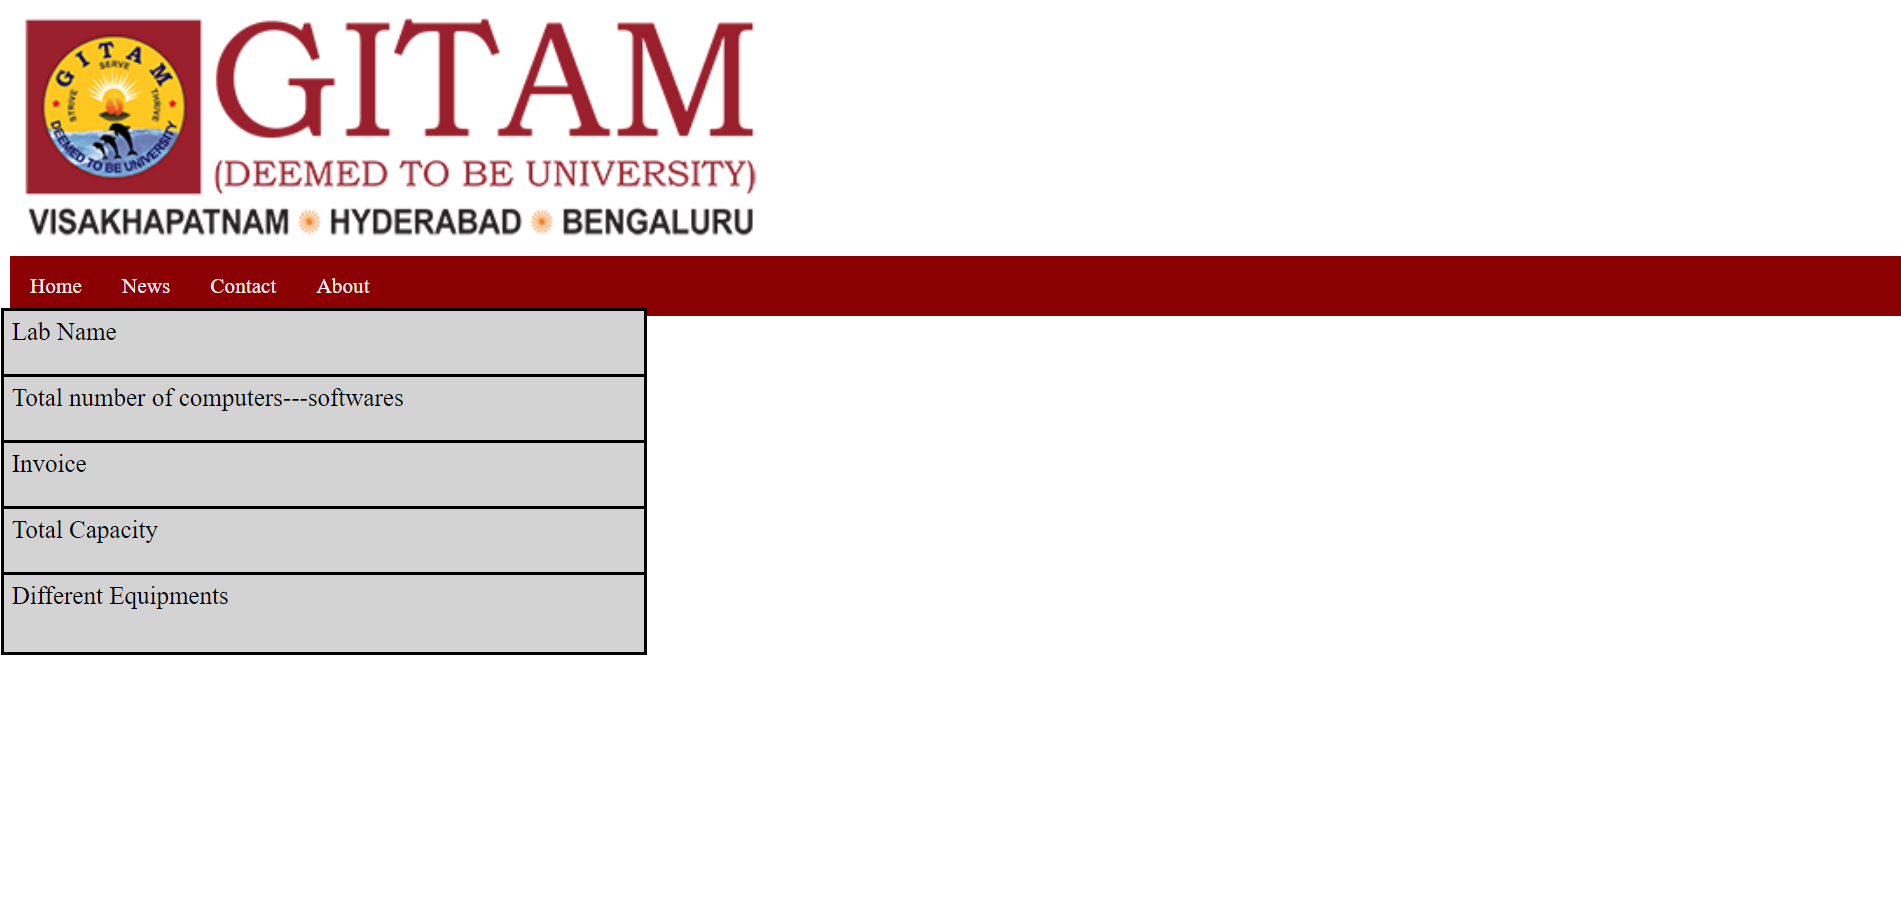 GITAM
SERVE
STRIVE
THRIVE
DEEMED TO BE UNIVERSITY
GITAM
(DEEMED TO BE UNIVERSITY)
VISAKHAPATNAM HYDERABAD BENGALURU
Home News Contact About
Lab Name
Total number of computers---softwares
Invoice
Total Capacity
Different Equipments